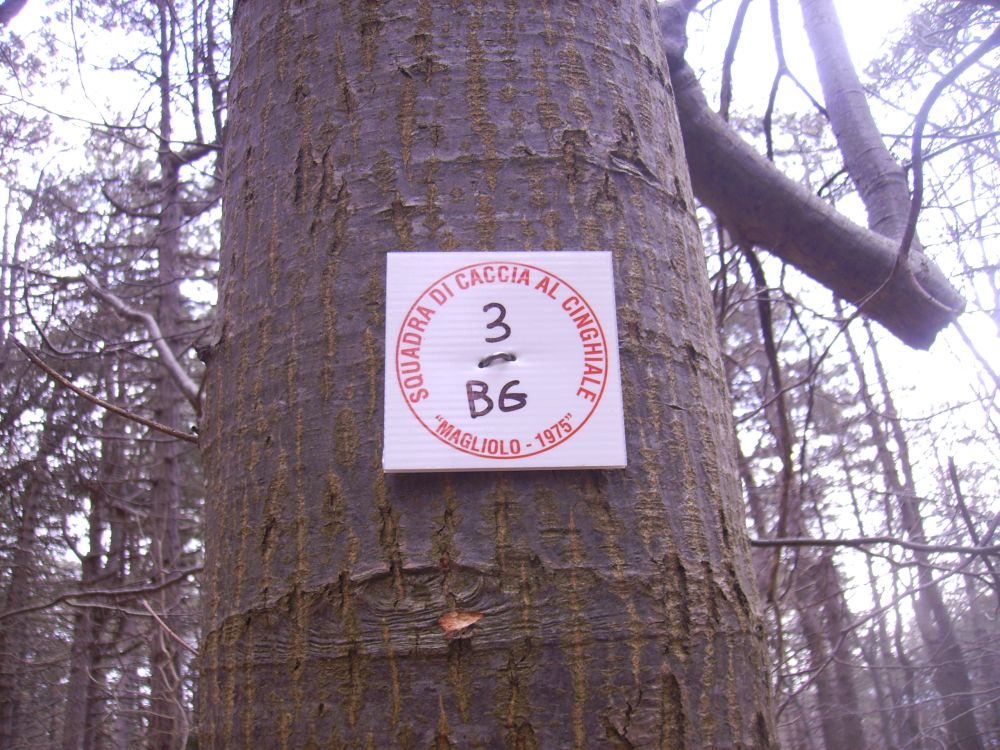 SQUADRA DI CACCIA AL CINGHIALE
3
-
BG
"MAGLIOLO - 1975"